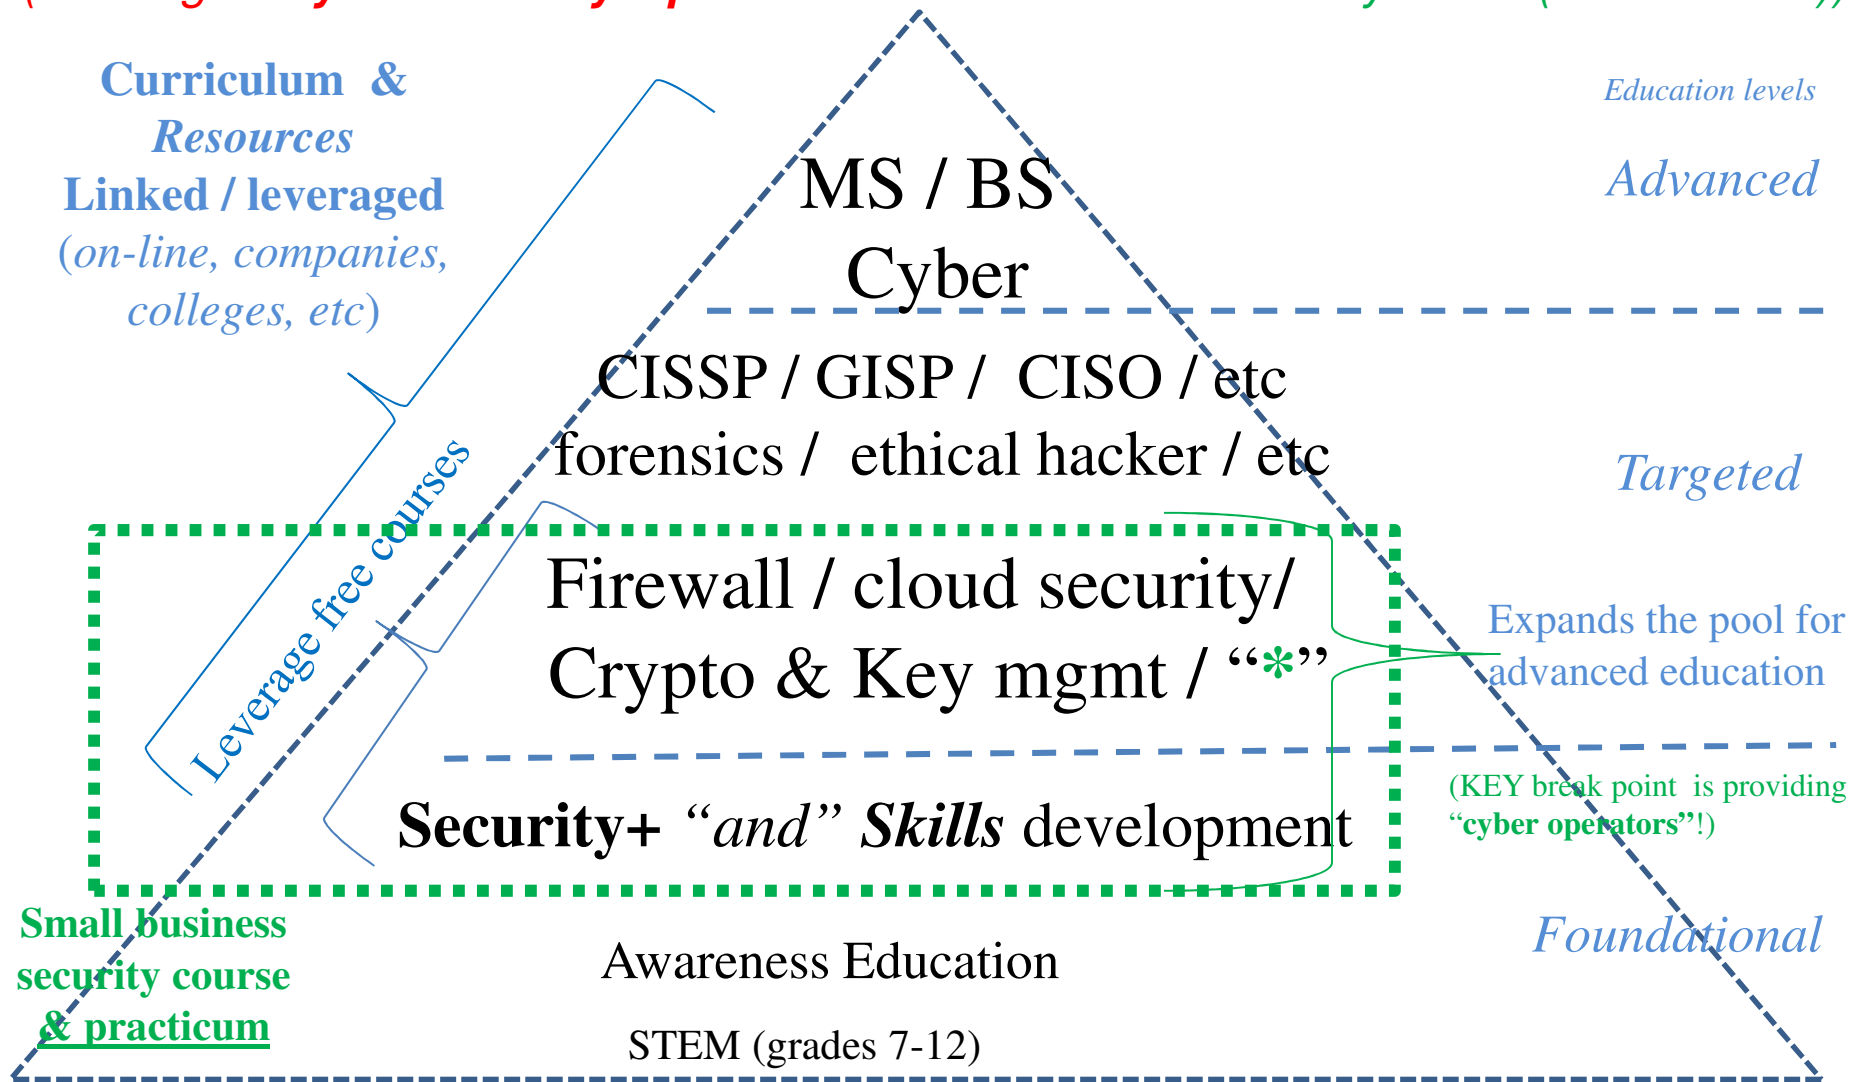 Curriculum &
Resources
Linked / leveraged
(on-line, companies,
colleges, etc)
Education levels
Advanced
MS / BS
Cyber
CISSP / GISP / CISO / etc
forensics / ethical hacker / etc
Targeted
Leverage free courses
Firewall / cloud security/
Crypto & Key mgmt / “*”
Expands the pool for
advanced education
Security+ “and” Skills development
(KEY break point is providing
“cyber operators”!)
Small business
security course
& practicum
Foundational
Awareness Education
STEM (grades 7-12)